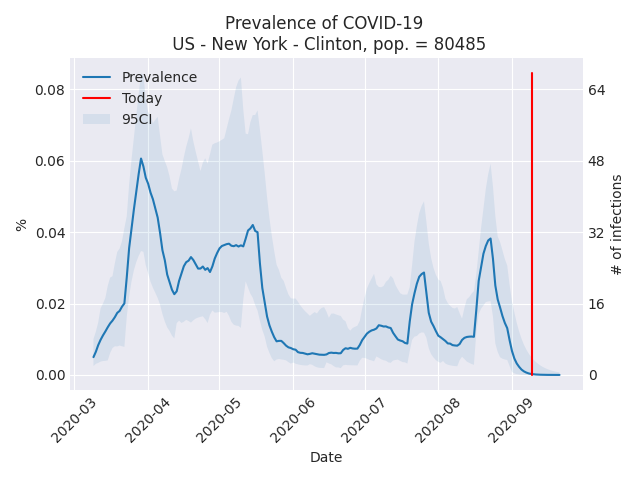 Prevalence of COVID-19
US - New York - Clinton, pop. = 80485
Prevalence
Today
95CI
0.08
0.06
0.04
0.02
0.00
%
64
48
32
16
0
# of infections
2020-03
2020-04
2020-05
2020-06
2020-07
2020-08
2020-09
Date